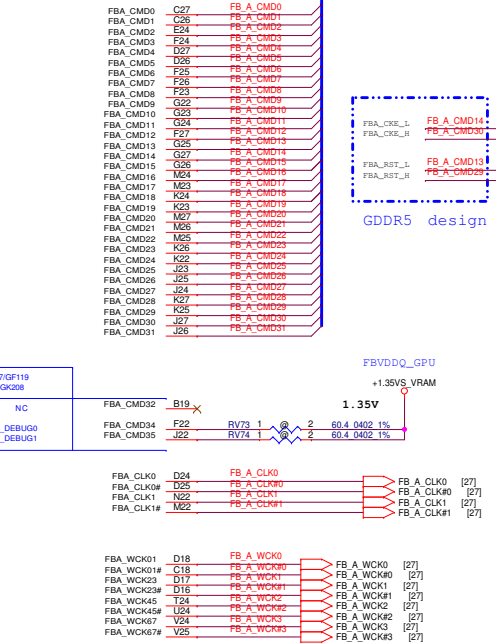 FBA_CMD0 C27 FB_A_CMD0
FBA_CMD1 C26 FB_A_CMD1
FBA_CMD2 E24 FB_A_CMD2
FBA_CMD3 F24 FB_A_CMD3
FBA_CMD4 D27 FB_A_CMD4
FBA_CMD5 D26 FB_A_CMD5
FBA_CMD6 F25 FB_A_CMD6
FBA_CMD7 F26 FB_A_CMD7
FBA_CMD8 F23 FB_A_CMD8
FBA_CMD9 G22 FB_A_CMD9
FBA_CMD10 G23 FB_A_CMD10
FBA_CMD11 G24 FB_A_CMD11
FBA_CMD12 F27 FB_A_CMD12
FBA_CMD13 G25 FB_A_CMD13
FBA_CMD14 G27 FB_A_CMD14
FBA_CMD15 G26 FB_A_CMD15
FBA_CMD16 M24 FB_A_CMD16
FBA_CMD17 M23 FB_A_CMD17
FBA_CMD18 K24 FB_A_CMD18
FBA_CMD19 K23 FB_A_CMD19
FBA_CMD20 M27 FB_A_CMD20
FBA_CMD21 M26 FB_A_CMD21
FBA_CMD22 M25 FB_A_CMD22
FBA_CMD23 K26 FB_A_CMD23
FBA_CMD24 K22 FB_A_CMD24
FBA_CMD25 J23 FB_A_CMD25
FBA_CMD26 J25 FB_A_CMD26
FBA_CMD27 J24 FB_A_CMD27
FBA_CMD28 K27 FB_A_CMD28
FBA_CMD29 K25 FB_A_CMD29
FBA_CMD30 J27 FB_A_CMD30
FBA_CMD31 J26 FB_A_CMD31
FBA_CKE_L FB_A_CMD14
FBA_CKE_H FB_A_CMD30
FBA_RST_L FB_A_CMD13
FBA_RST_H FB_A_CMD29
GDDR5 design
FBVDDQ_GPU
+1.35VS_VRAM
1.35V
7/GF119
GK208
NC
_DEBUG0
_DEBUG1
FBA_CMD32 B19
FBA_CMD34 F22 RV73 1 @ 2 60.4_0402_1%
FBA_CMD35 J22 RV74 1 @ 2 60.4_0402_1%
FBA_CLK0 D24 FB_A_CLK0 FB_A_CLK0 [27]
FBA_CLK0# D25 FB_A_CLK#0 FB_A_CLK#0 [27]
FBA_CLK1 N22 FB_A_CLK1 FB_A_CLK1 [27]
FBA_CLK1# M22 FB_A_CLK#1 FB_A_CLK#1 [27]
FBA_WCK01 D18 FB_A_WCK0 FB_A_WCK0 [27]
FBA_WCK01# C18 FB_A_WCK#0 FB_A_WCK#0 [27]
FBA_WCK23 D17 FB_A_WCK1 FB_A_WCK1 [27]
FBA_WCK23# D16 FB_A_WCK#1 FB_A_WCK#1 [27]
FBA_WCK45 T24 FB_A_WCK2 FB_A_WCK2 [27]
FBA_WCK45# U24 FB_A_WCK#2 FB_A_WCK#2 [27]
FBA_WCK67 V24 FB_A_WCK3 FB_A_WCK3 [27]
FBA_WCK67# V25 FB_A_WCK#3 FB_A_WCK#3 [27]